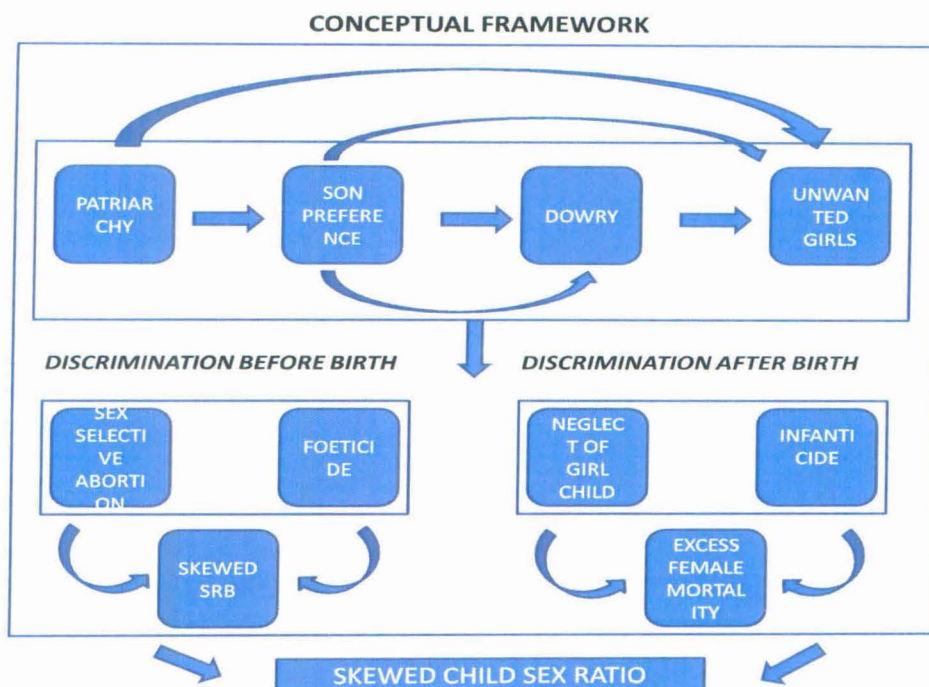 CONCEPTUAL FRAMEWORK
PATRIAR
CHY
SON
PREFERE
NCE
DOWRY
UNWAN
TED
GIRLS
DISCRIMINATION BEFORE BIRTH
DISCRIMINATION AFTER BIRTH
SEX
SELECTI
VE
ABORTI
ON
FOETICI
DE
NEGLEC
T OF
GIRL
CHILD
INFANTI
CIDE
SKEWED
SRB
EXCESS
FEMALE
MORTAL
ITY
SKEWED CHILD SEX RATIO